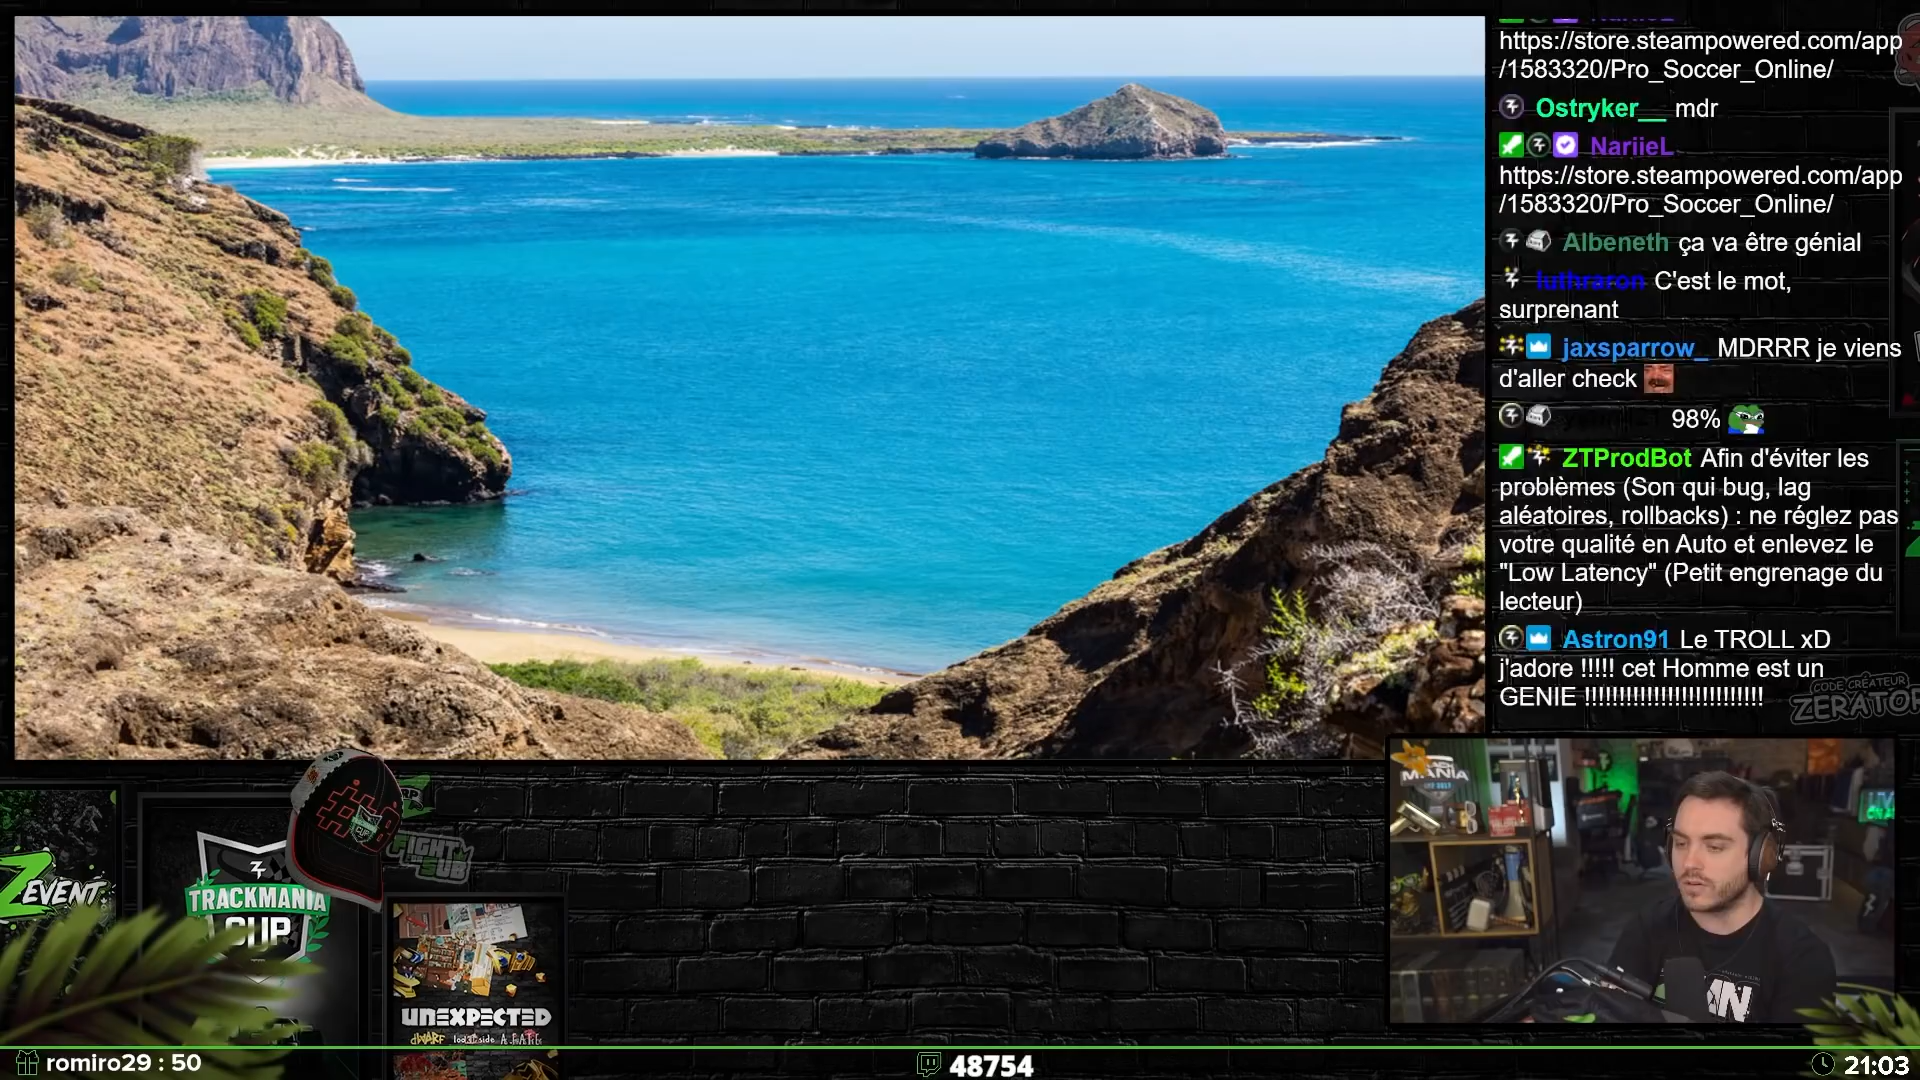 https://store.steampowered.com/app
/1583320/Pro_Soccer_Online/
Ostryker__ mdr
NariieL
https://store.steampowered.com/app
/1583320/Pro_Soccer_Online/
Albeneth ça va être génial
luthraron C'est le mot,
surprenant
jaxsparrow_ MDRRR je viens
d'aller check
98%
ZTProdBot Afin d'éviter les
problèmes (Son qui bug, lag
aléatoires, rollbacks) : ne réglez pas
votre qualité en Auto et enlevez le
"Low Latency" (Petit engrenage du
lecteur)
Astron91 Le TROLL xD
j'adore !!!!! cet Homme est un
GENIE !!!!!!!!!!!!!!!!!!!!!!!!!!
CODE CRÉATEUR
ZERATOR
MANIA
ZEVENT
TRACKMANIA
CUP
FIGHT
SUB
UNEXPECTED
romiro29 : 50
48754
21:03